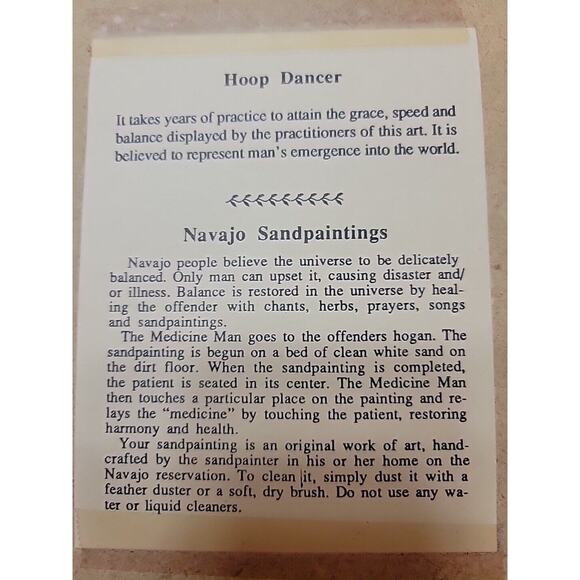 Hoop Dancer
It takes years of practice to attain the grace, speed and
balance displayed by the practitioners of this art. It is
believed to represent man's emergence into the world.
Navajo Sandpaintings
Navajo people believe the universe to be delicately
balanced. Only man can upset it, causing disaster and/
or illness. Balance is restored in the universe by heal-
ing the offender with chants, herbs, prayers, songs
and sandpaintings.
The Medicine Man goes to the offenders hogan. The
sandpainting is begun on a bed of clean white sand on
the dirt floor. When the sandpainting is completed,
the patient is seated in its center. The Medicine Man
then touches a particular place on the painting and re-
lays the "medicine" by touching the patient, restoring
harmony and health.
Your sandpainting is an original work of art, hand-
crafted by the sandpainter in his or her home on the
Navajo reservation. To clean it, simply dust it with a
feather duster or a soft, dry brush. Do not use any wa-
ter or liquid cleaners.